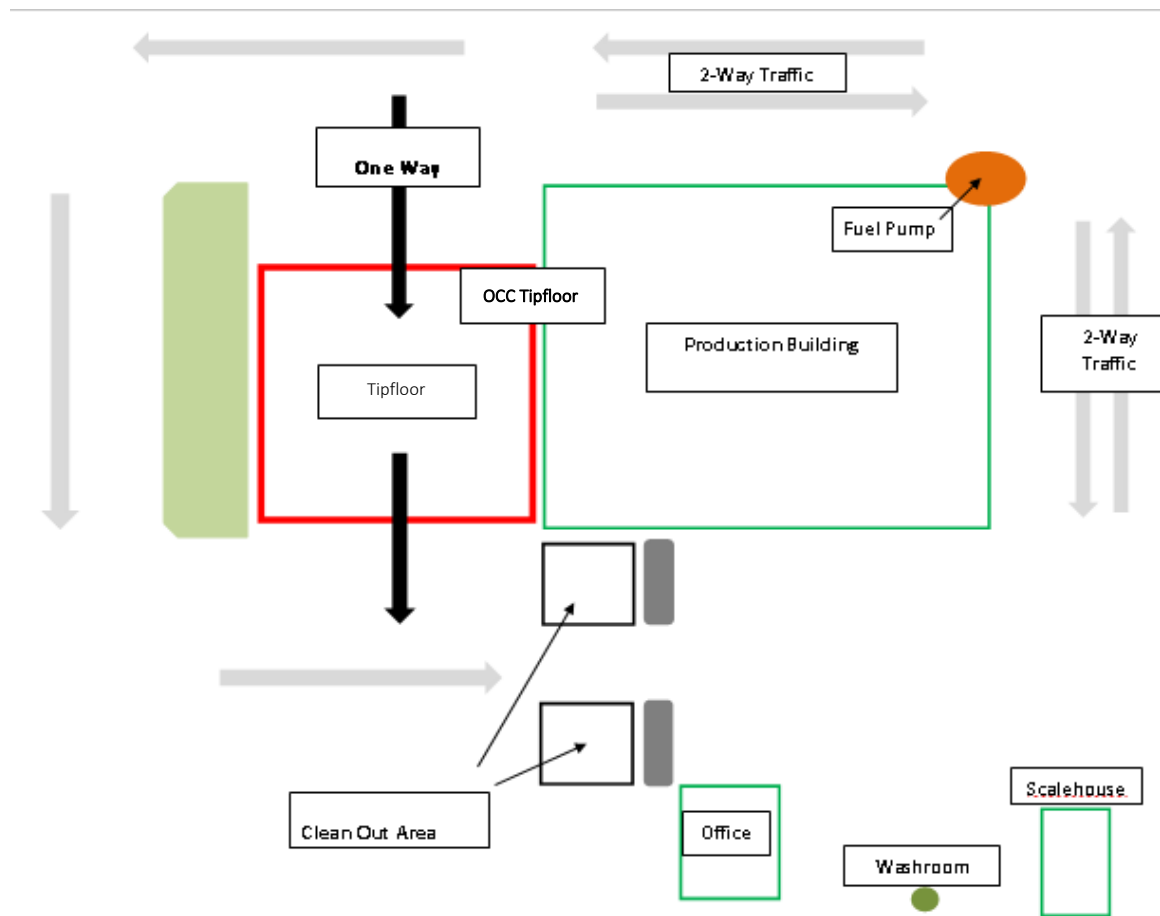 2-Way Traffic
One Way
Fuel Pump
OCC Tipfloor
Production Building
2-Way
Traffic
Tipfloor
Scalehouse
Clean Out Area
Office
Washroom